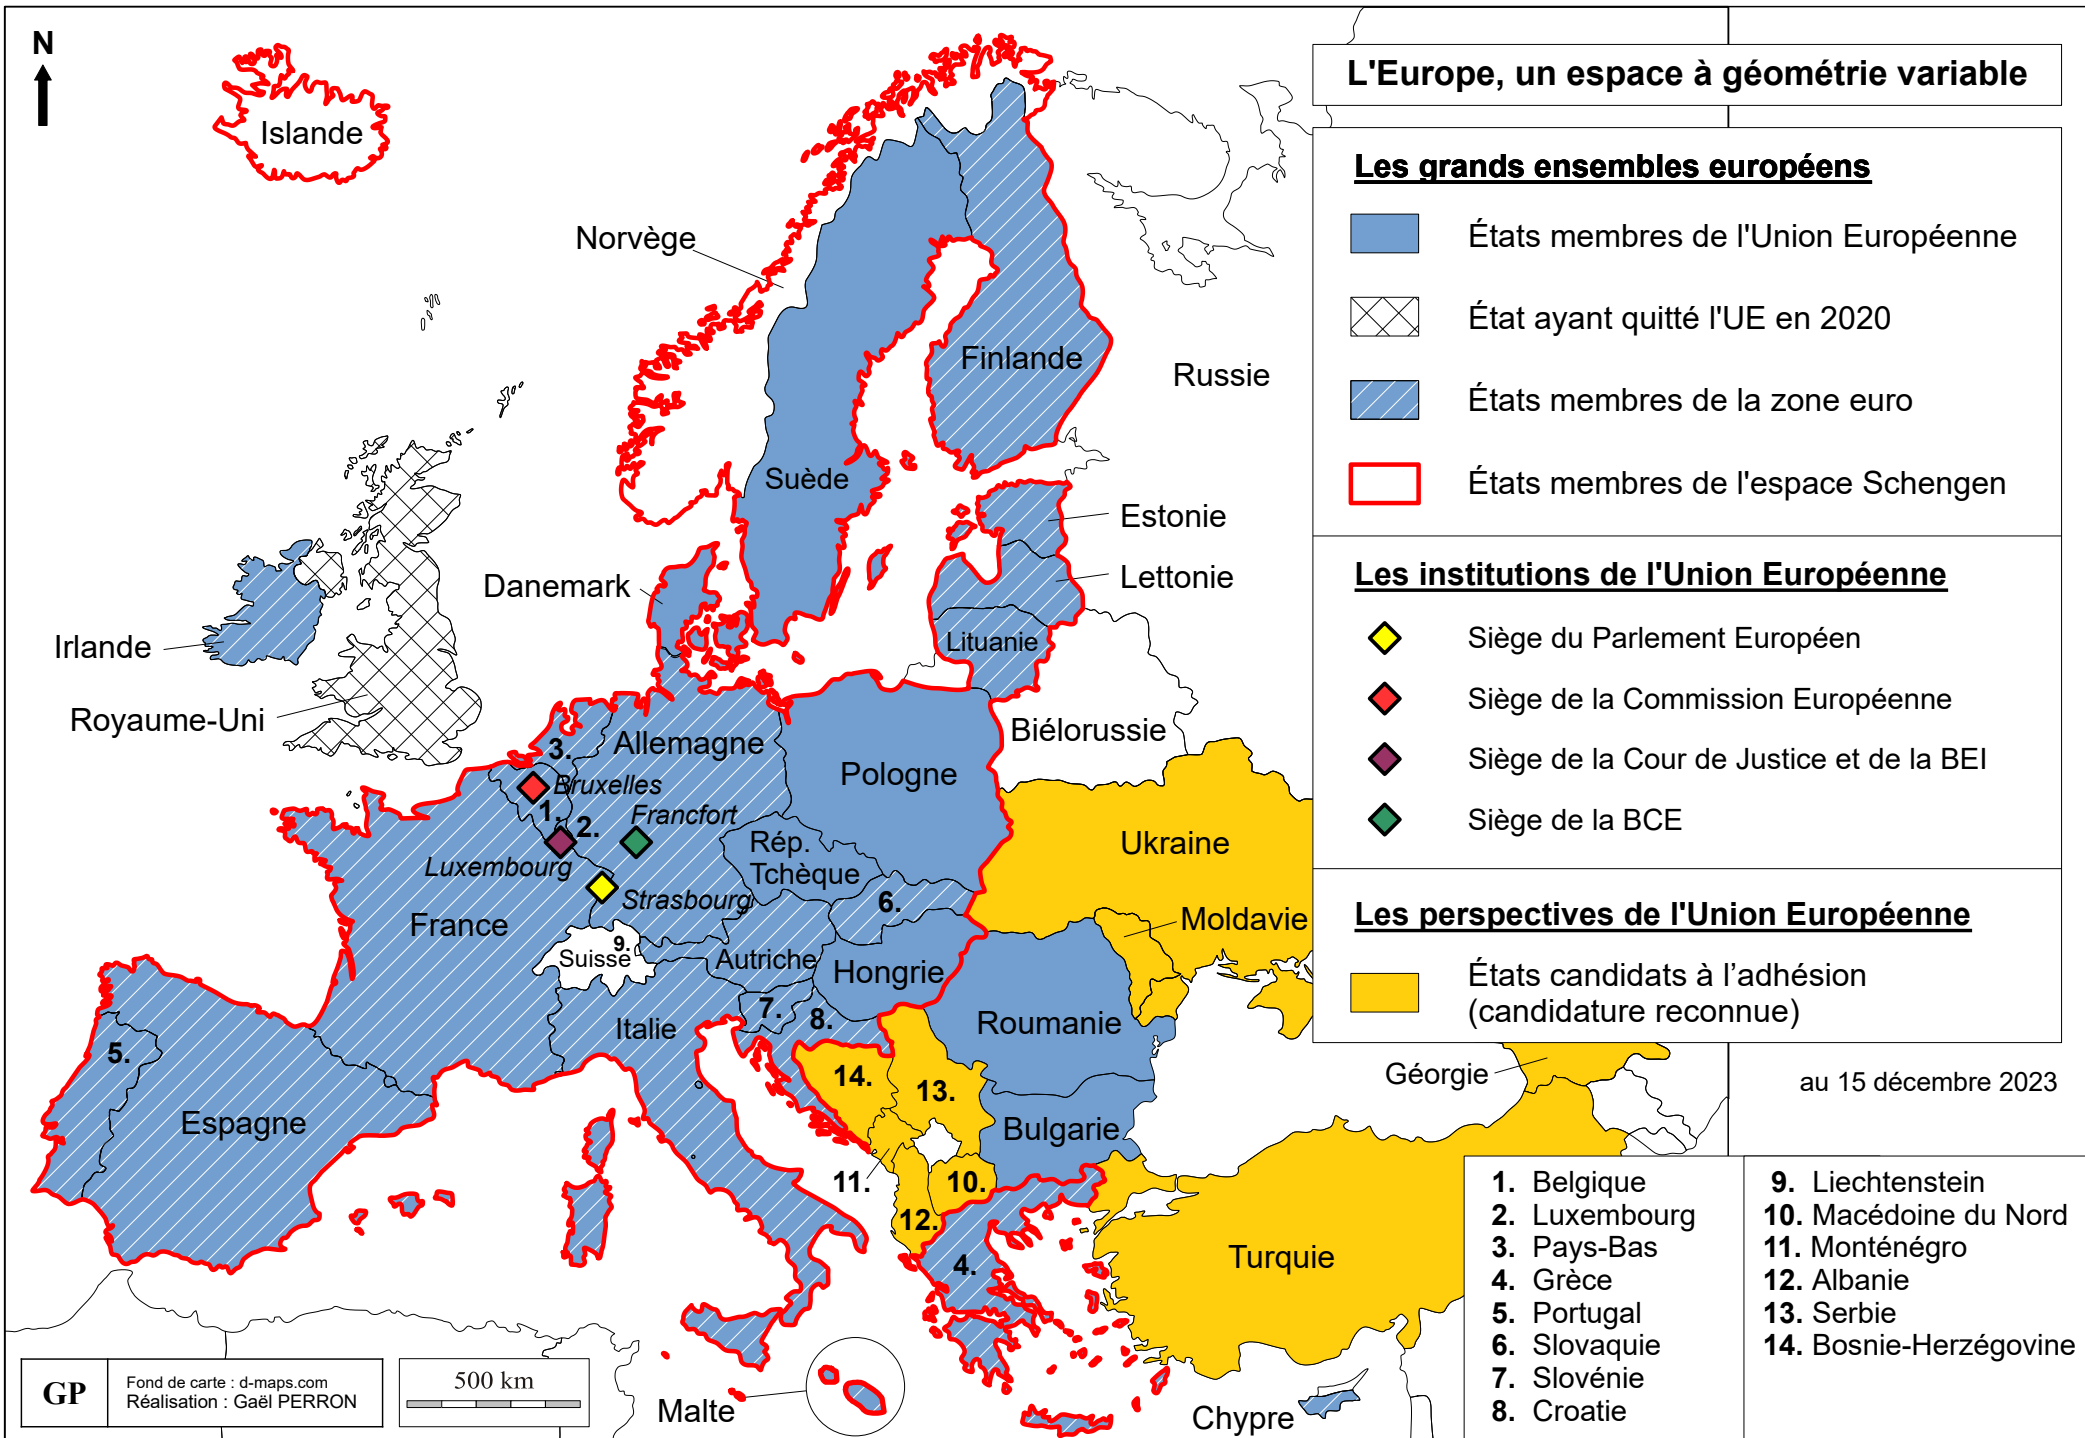 N
L'Europe, un espace à géométrie variable
Les grands ensembles européens
États membres de l'Union Européenne
État ayant quitté l'UE en 2020
États membres de la zone euro
États membres de l'espace Schengen
Les institutions de l'Union Européenne
Siège du Parlement Européen
Siège de la Commission Européenne
Siège de la Cour de Justice et de la BEI
Siège de la BCE
Les perspectives de l'Union Européenne
États candidats à l’adhésion
(candidature reconnue)
au 15 décembre 2023
Islande
Norvège
Finlande
Russie
Suède
Estonie
Danemark
Lettonie
Irlande
Lituanie
Royaume-Uni
Biélorussie
3.
Allemagne
Pologne
Bruxelles
1.
2.
Francfort
Ukraine
Rép.
Tchèque
Luxembourg
Strasbourg
6.
France
Moldavie
9.
Suisse
Autriche
Hongrie
7.
8.
Italie
Roumanie
5.
14.
13.
Géorgie
Espagne
Bulgarie
11.
10.
12.
4.
Turquie
Malte
Chypre
1. Belgique
2. Luxembourg
3. Pays-Bas
4. Grèce
5. Portugal
6. Slovaquie
7. Slovénie
8. Croatie
9. Liechtenstein
10. Macédoine du Nord
11. Monténégro
12. Albanie
13. Serbie
14. Bosnie-Herzégovine
GP
Fond de carte : d-maps.com
Réalisation : Gaël PERRON
500 km